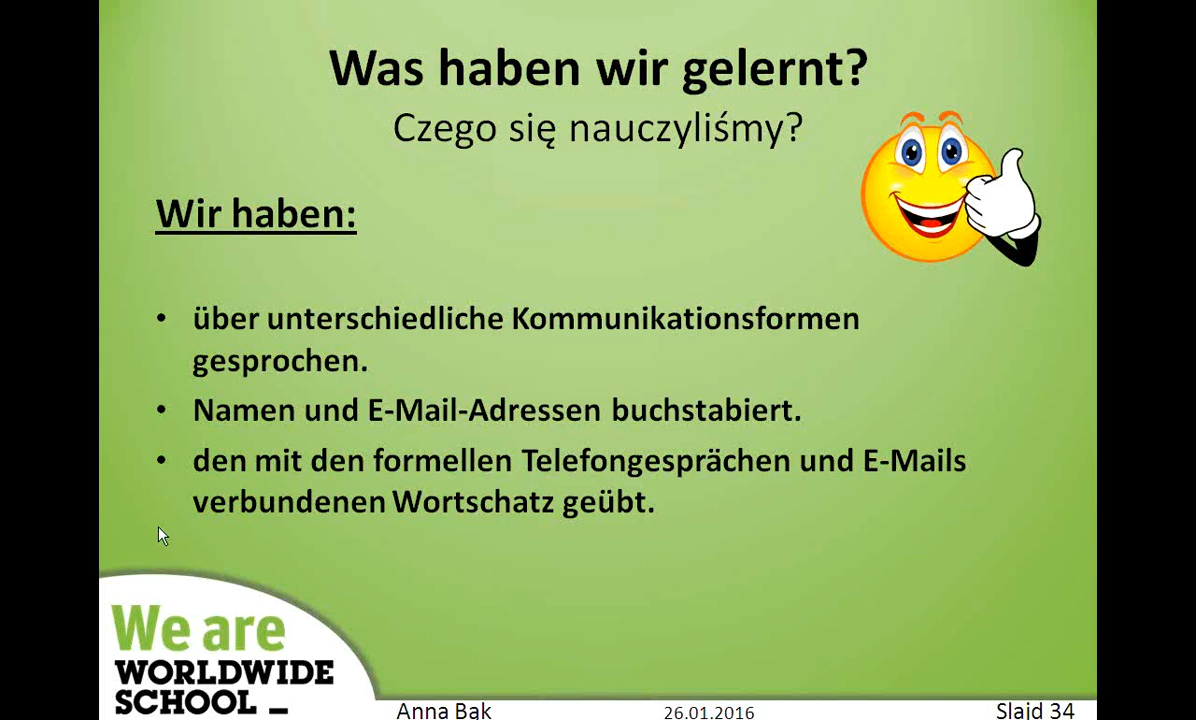 Was haben wir gelernt?
Czego się nauczyliśmy?
Wir haben:
• über unterschiedliche Kommunikationsformen
gesprochen.
• Namen und E-Mail-Adressen buchstabiert.
• den mit den formellen Telefongesprächen und E-Mails
verbundenen Wortschatz geübt.
We are
WORLDWIDE
SCHOOL _
Anna Bąk 26.01.2016 Slajd 34